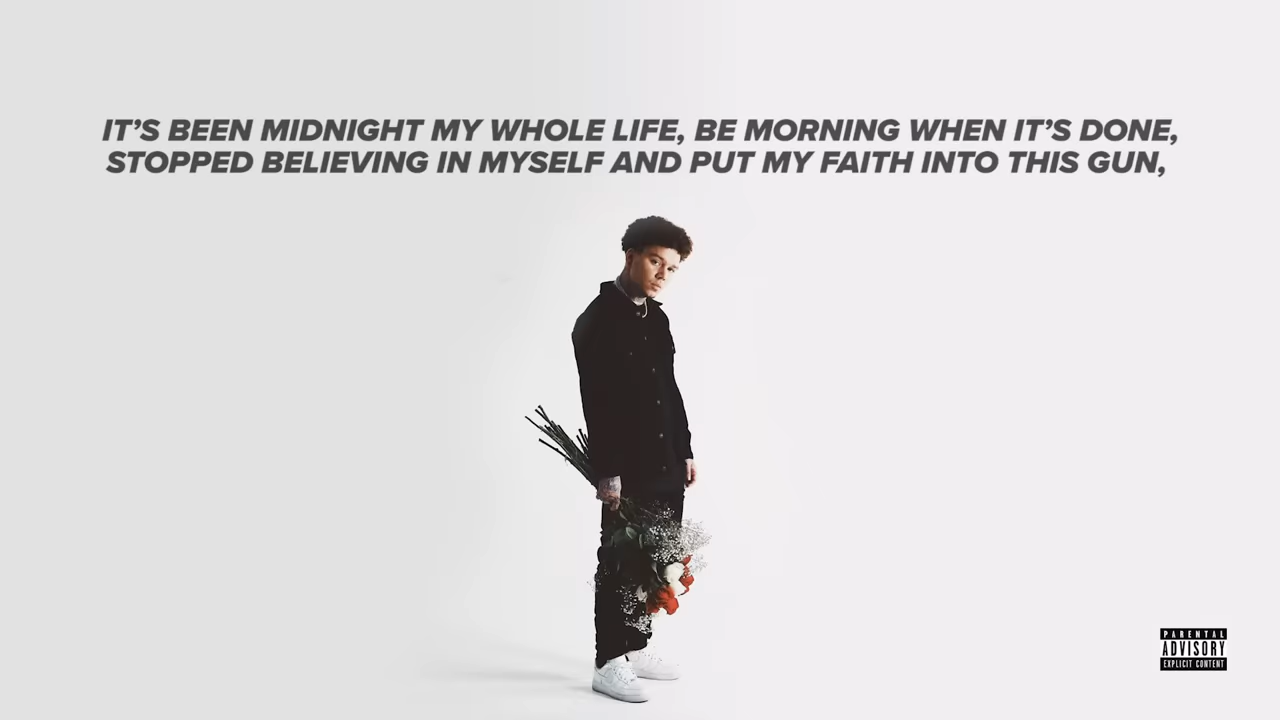 IT’S BEEN MIDNIGHT MY WHOLE LIFE, BE MORNING WHEN IT’S DONE,
STOPPED BELIEVING IN MYSELF AND PUT MY FAITH INTO THIS GUN,
PARENTAL
ADVISORY
EXPLICIT CONTENT